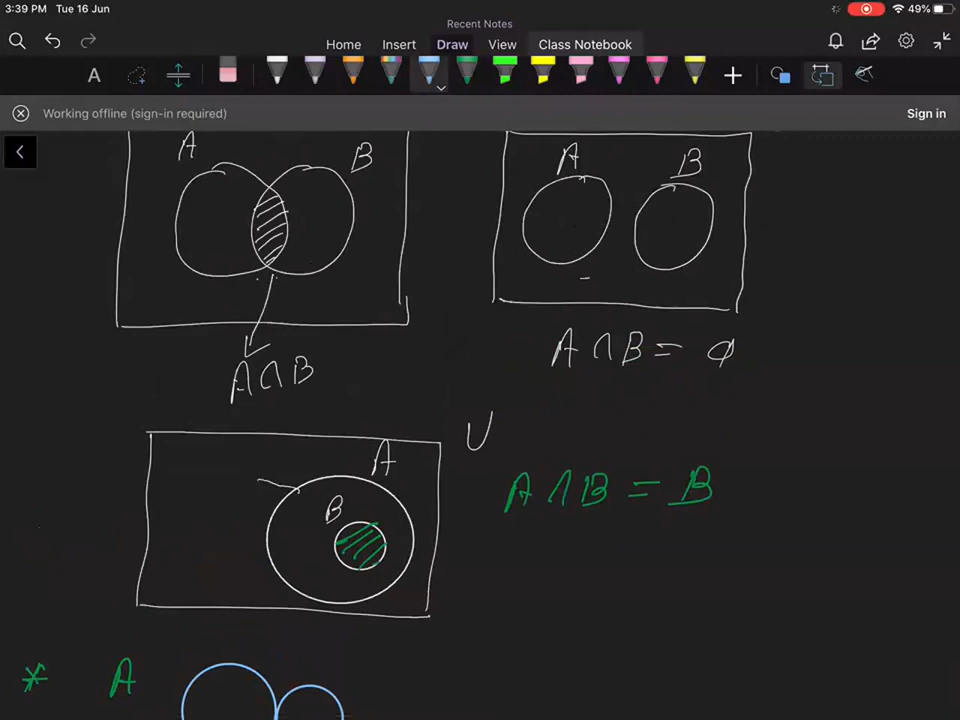 3:39 PM Tue 16 Jun
49%
Recent Notes
Home Insert Draw View Class Notebook
A
Working offline (sign-in required) Sign in
A B
A B
A ∩ B = φ
A ∩ B
U
A
B
A ∩ B = B
* A